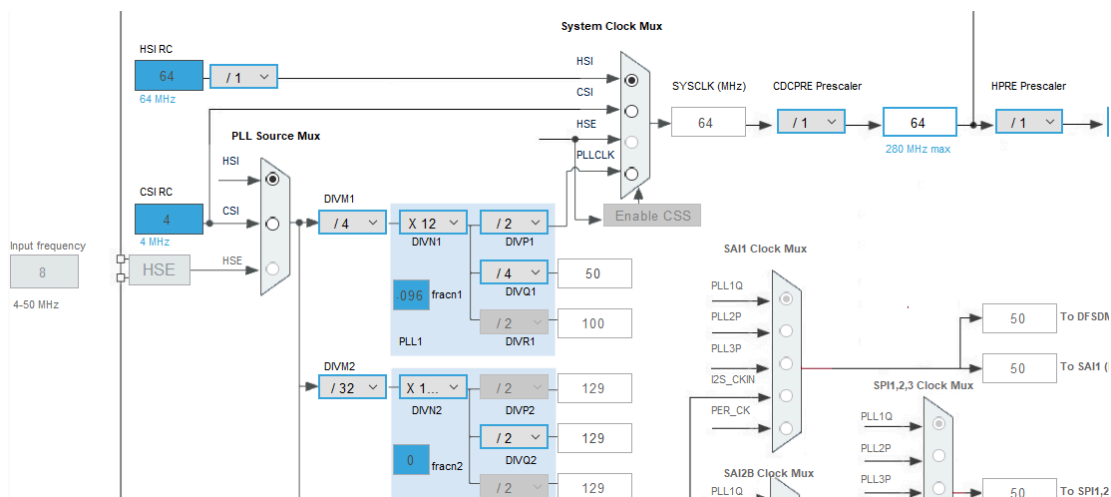 System Clock Mux
HSI RC
64
/ 1
64 MHz
HSI
CSI
HSE
PLLCLK
SYSCLK (MHz)
64
CDCPRE Prescaler
/ 1
64
280 MHz max
HPRE Prescaler
/ 1
Enable CSS
PLL Source Mux
HSI
CSI
HSE
CSI RC
4
4 MHz
Input frequency
8
4-50 MHz
HSE
DIVM1
/ 4
X 12
DIVN1
/ 2
DIVP1
/ 4
50
DIVQ1
/ 2
100
DIVR1
096
fracn1
PLL1
DIVM2
/ 32
X 1...
DIVN2
/ 2
129
DIVP2
/ 2
129
DIVQ2
/ 2
129
0
fracn2
SAI1 Clock Mux
PLL1Q
PLL2P
PLL3P
I2S_CKIN
PER_CK
50
To DFSDM
50
To SAI1 (
SPI1,2,3 Clock Mux
PLL1Q
PLL2P
PLL3P
50
To SPI1,2
SAI2B Clock Mux
PLL1Q